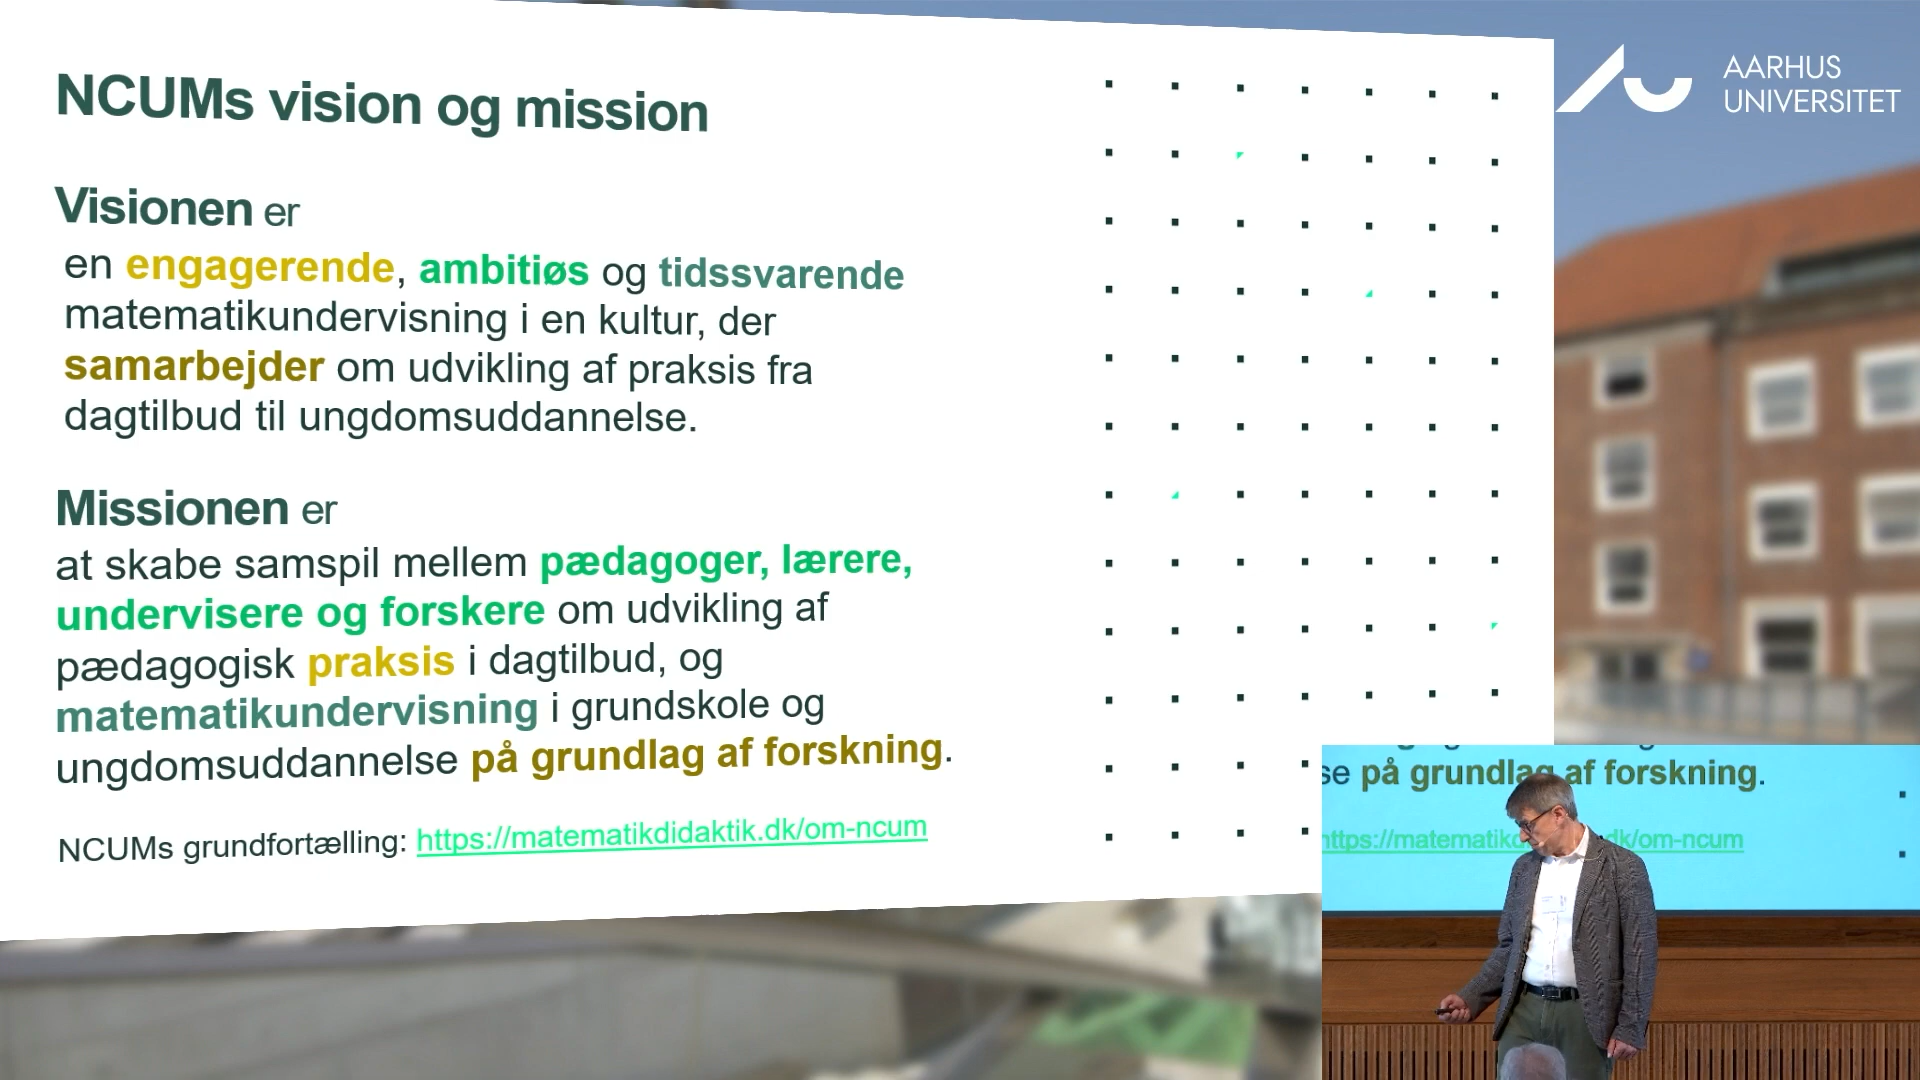 NCUMs vision og mission
Visionen er
en engagerende, ambitiøs og tidssvarende
matematikundervisning i en kultur, der
samarbejder om udvikling af praksis fra
dagtilbud til ungdomsuddannelse.
Missionen er
at skabe samspil mellem pædagoger, lærere,
undervisere og forskere om udvikling af
pædagogisk praksis i dagtilbud, og
matematikundervisning i grundskole og
ungdomsuddannelse på grundlag af forskning.
NCUMs grundfortælling: https://matematikdidaktik.dk/om-ncum
AARHUS
UNIVERSITET
se på grundlag af forskning.
https://matematikd dk/om-ncum